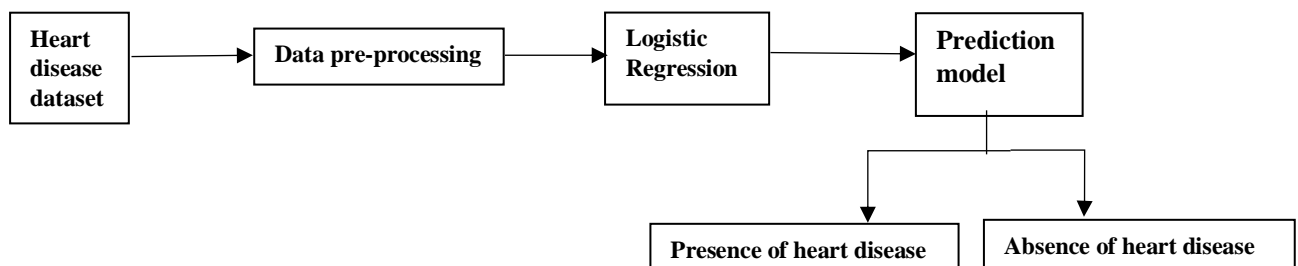 Heart
disease
dataset
Data pre-processing
Logistic
Regression
Prediction
model
Presence of heart disease
Absence of heart disease